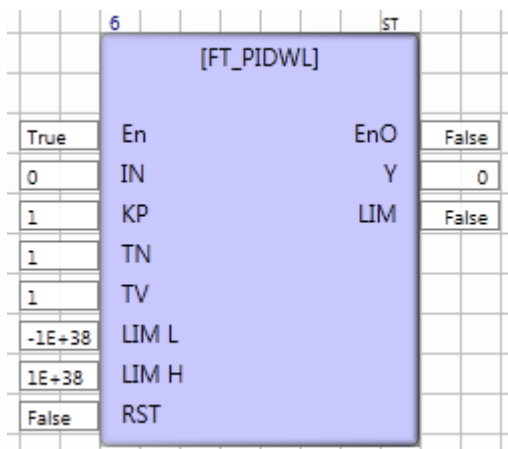 6 ST
[FT_PIDWL]
True En EnO False
0 IN Y 0
1 KP LIM False
1 TN
1 TV
-1E+38 LIM L
1E+38 LIM H
False RST